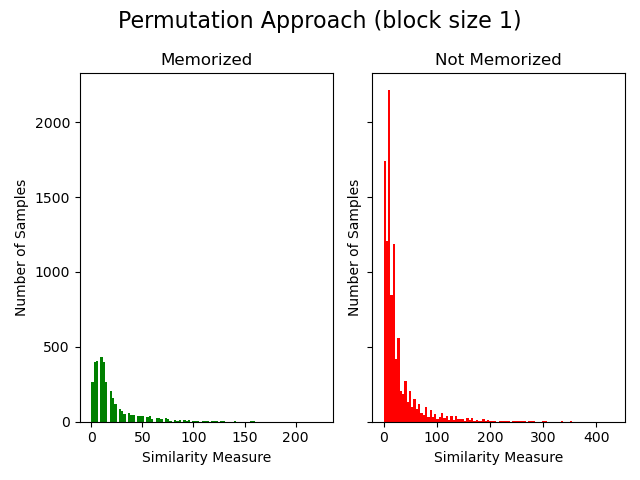 Permutation Approach (block size 1)
Memorized
Not Memorized
Number of Samples
2000
1500
1000
500
0
0 50 100 150 200
Similarity Measure
Number of Samples
0 100 200 300 400
Similarity Measure